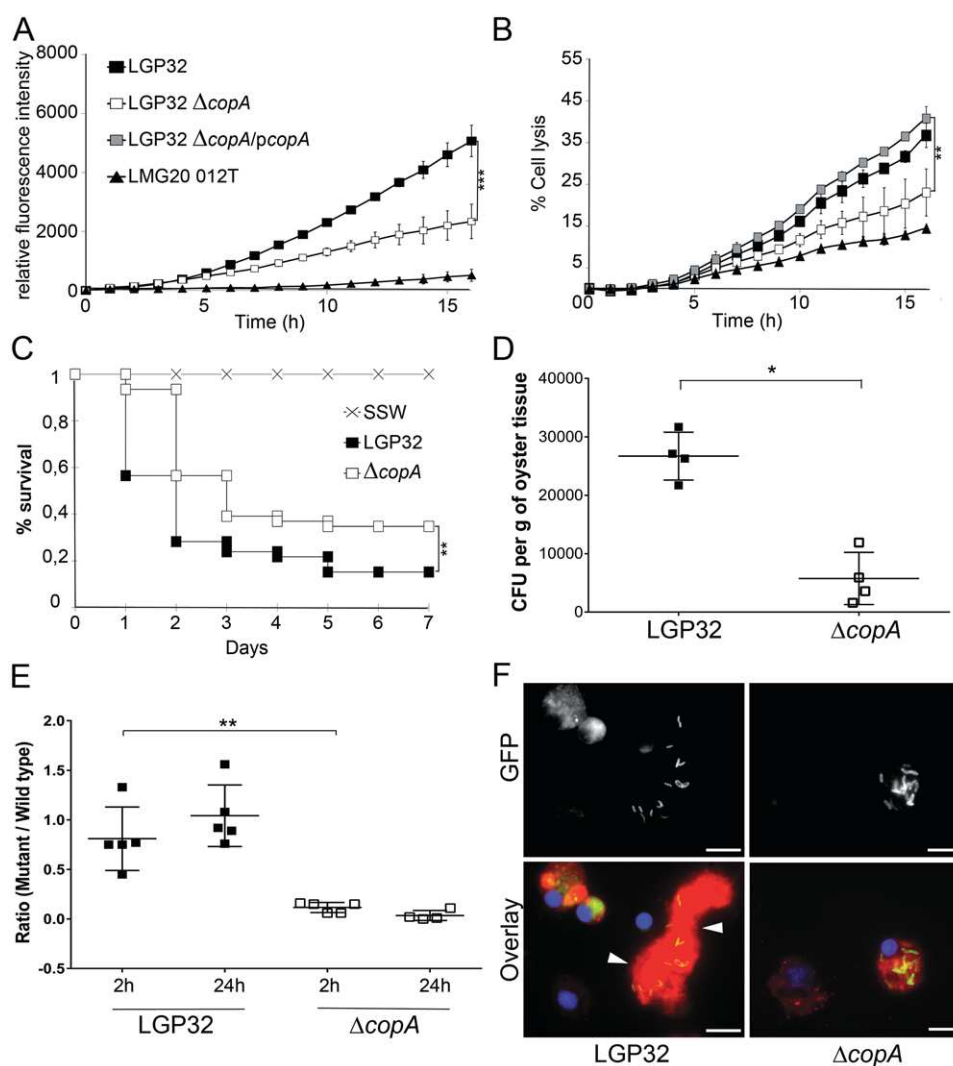 A
relative fluorescence intensity
8000
6000
4000
2000
0
0
5
10
15
Time (h)
LGP32
LGP32 ΔcopA
LGP32 ΔcopA/pcopA
LMG20 012T
***
B
% Cell lysis
55
45
35
25
15
5
00
0
5
10
15
Time (h)
**
C
% survival
1
0,8
0,6
0,4
0,2
0
0
1
2
3
4
5
6
7
Days
SSW
LGP32
ΔcopA
**
D
CFU per g of oyster tissue
40000
30000
20000
10000
0
*
LGP32
ΔcopA
E
Ratio (Mutant / Wild type)
2.0
1.5
1.0
0.5
0.0
-0.5
**
2h
24h
2h
24h
LGP32
ΔcopA
F
GFP
Overlay
LGP32
ΔcopA